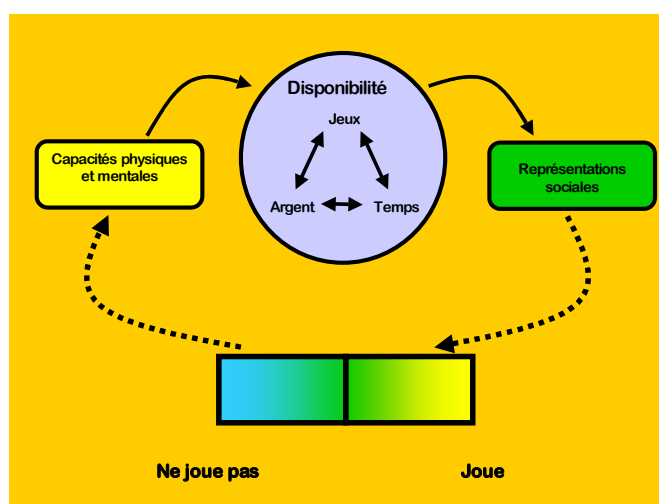 Disponibilité
Jeux
Argent
Temps
Capacités physiques
et mentales
Représentations
sociales
Ne joue pas
Joue